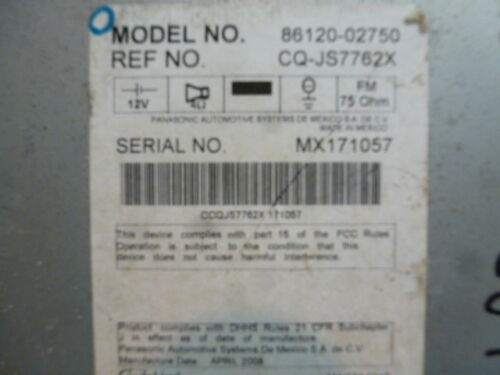 MODEL NO. 86120-02750
REF NO. CQ-JS7762X
12V 4Ω FM 75 Ohm
PANASONIC AUTOMOTIVE SYSTEMS DE MEXICO S.A. DE C.V.
MADE IN MEXICO
SERIAL NO. MX171057
CCQJS7762X 171057
This device complies with part 15 of the FCC Rules
Operation is subject to the condition that this
device does not cause harmful interference.
Product complies with DHHS Rules 21 CFR Subchapter
J in effect as of date of manufacture.
Panasonic Automotive Systems De Mexico S.A. de C.V.
Manufacture Date: APRIL 2008